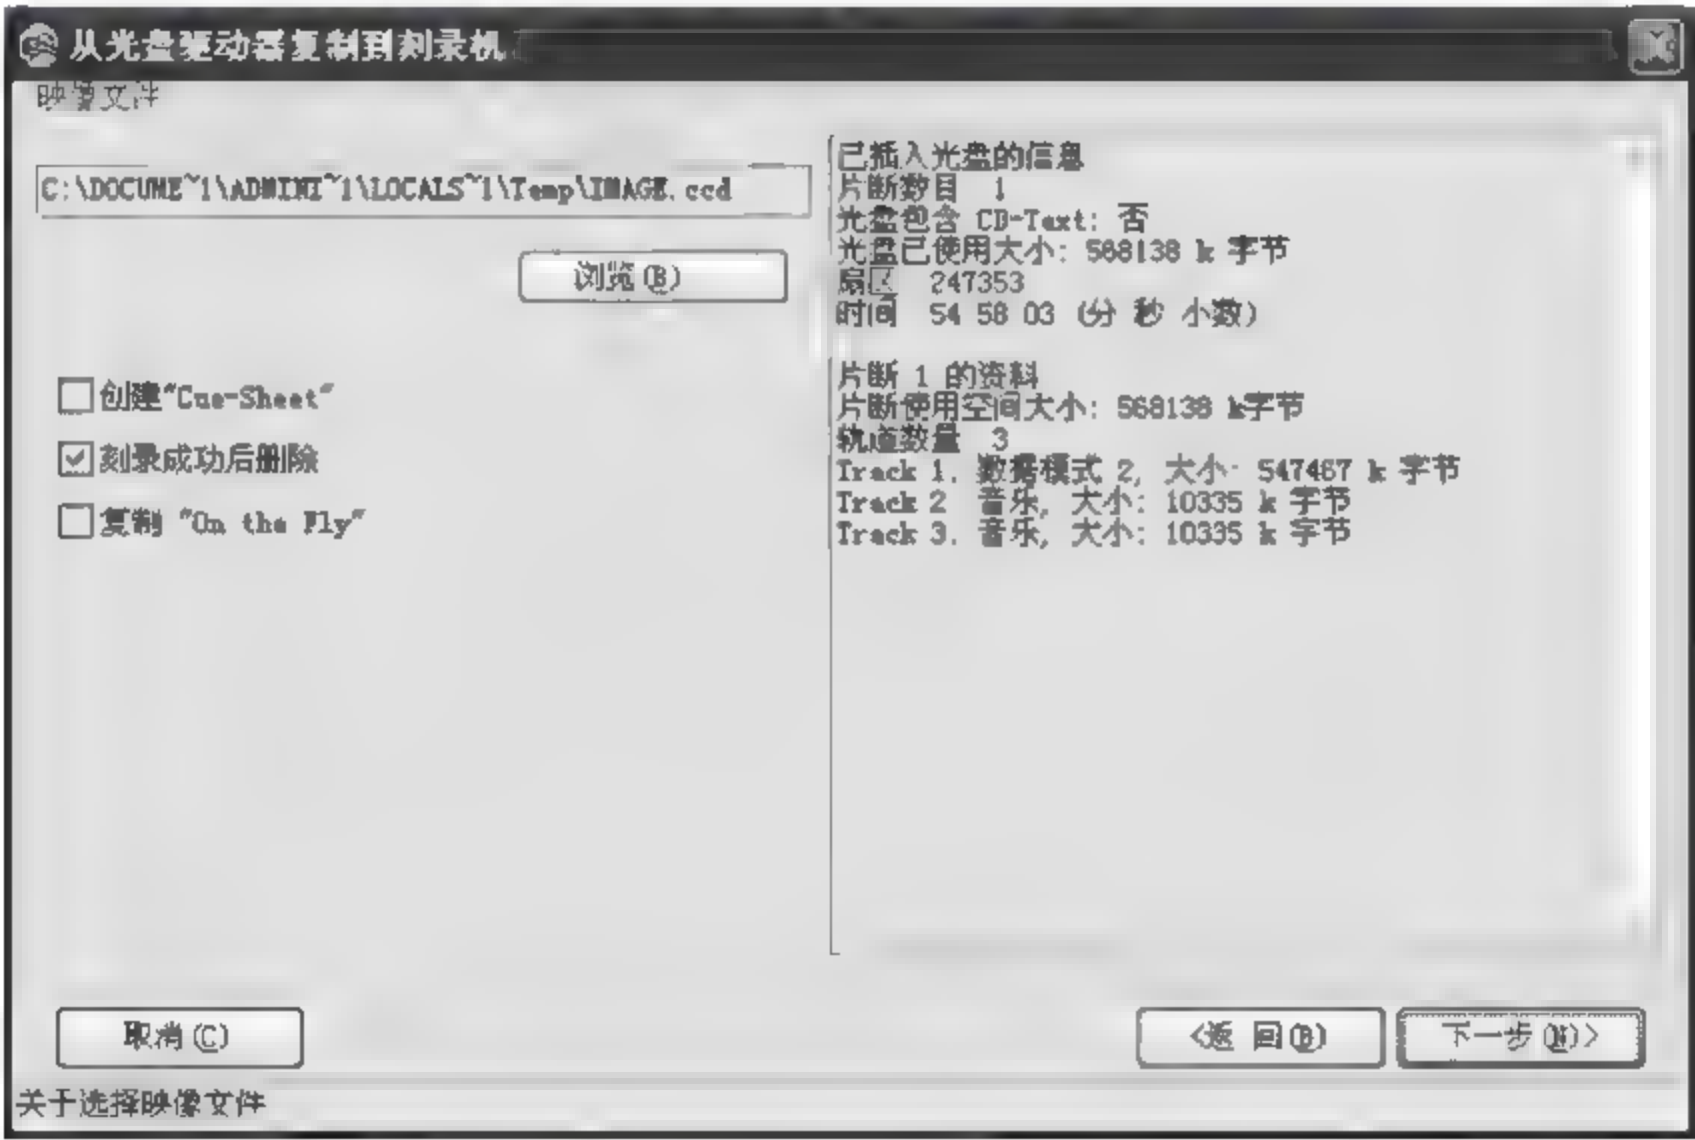 从光盘驱动器复制到刻录机
映像文件
C:\DOCUME~1\ADMINI~1\LOCALS~1\Temp\IMAGE.ccd
浏览(B)
创建"Cue-Sheet"
刻录成功后删除
复制 "On the Fly"
已插入光盘的信息
片断数目 1
光盘包含 CD-Text: 否
光盘已使用大小: 568138 k 字节
扇区 247353
时间 54 58 03 (分 秒 小数)
片断 1 的资料
片断使用空间大小: 568138 k字节
轨道数量 3
Track 1, 数据模式 2, 大小: 547467 k 字节
Track 2 音乐, 大小: 10335 k 字节
Track 3, 音乐, 大小: 10335 k 字节
取消(C)
<返 回(B)
下一步(N)>
关于选择映像文件